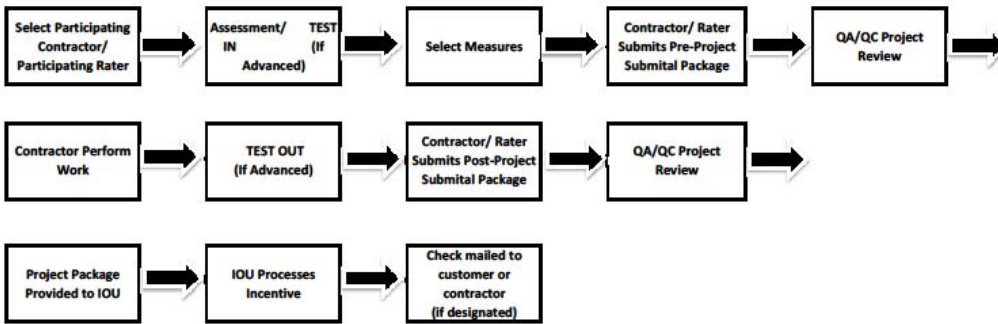 Select Participating
Contractor/
Participating Rater
Assessment/ TEST
IN (If
Advanced)
Select Measures
Contractor/ Rater
Submits Pre-Project
Submital Package
QA/QC Project
Review
Contractor Perform
Work
TEST OUT
(If Advanced)
Contractor/ Rater
Submits Post-Project
Submital Package
QA/QC Project
Review
Project Package
Provided to IOU
IOU Processes
Incentive
Check mailed to
customer or
contractor
(if designated)